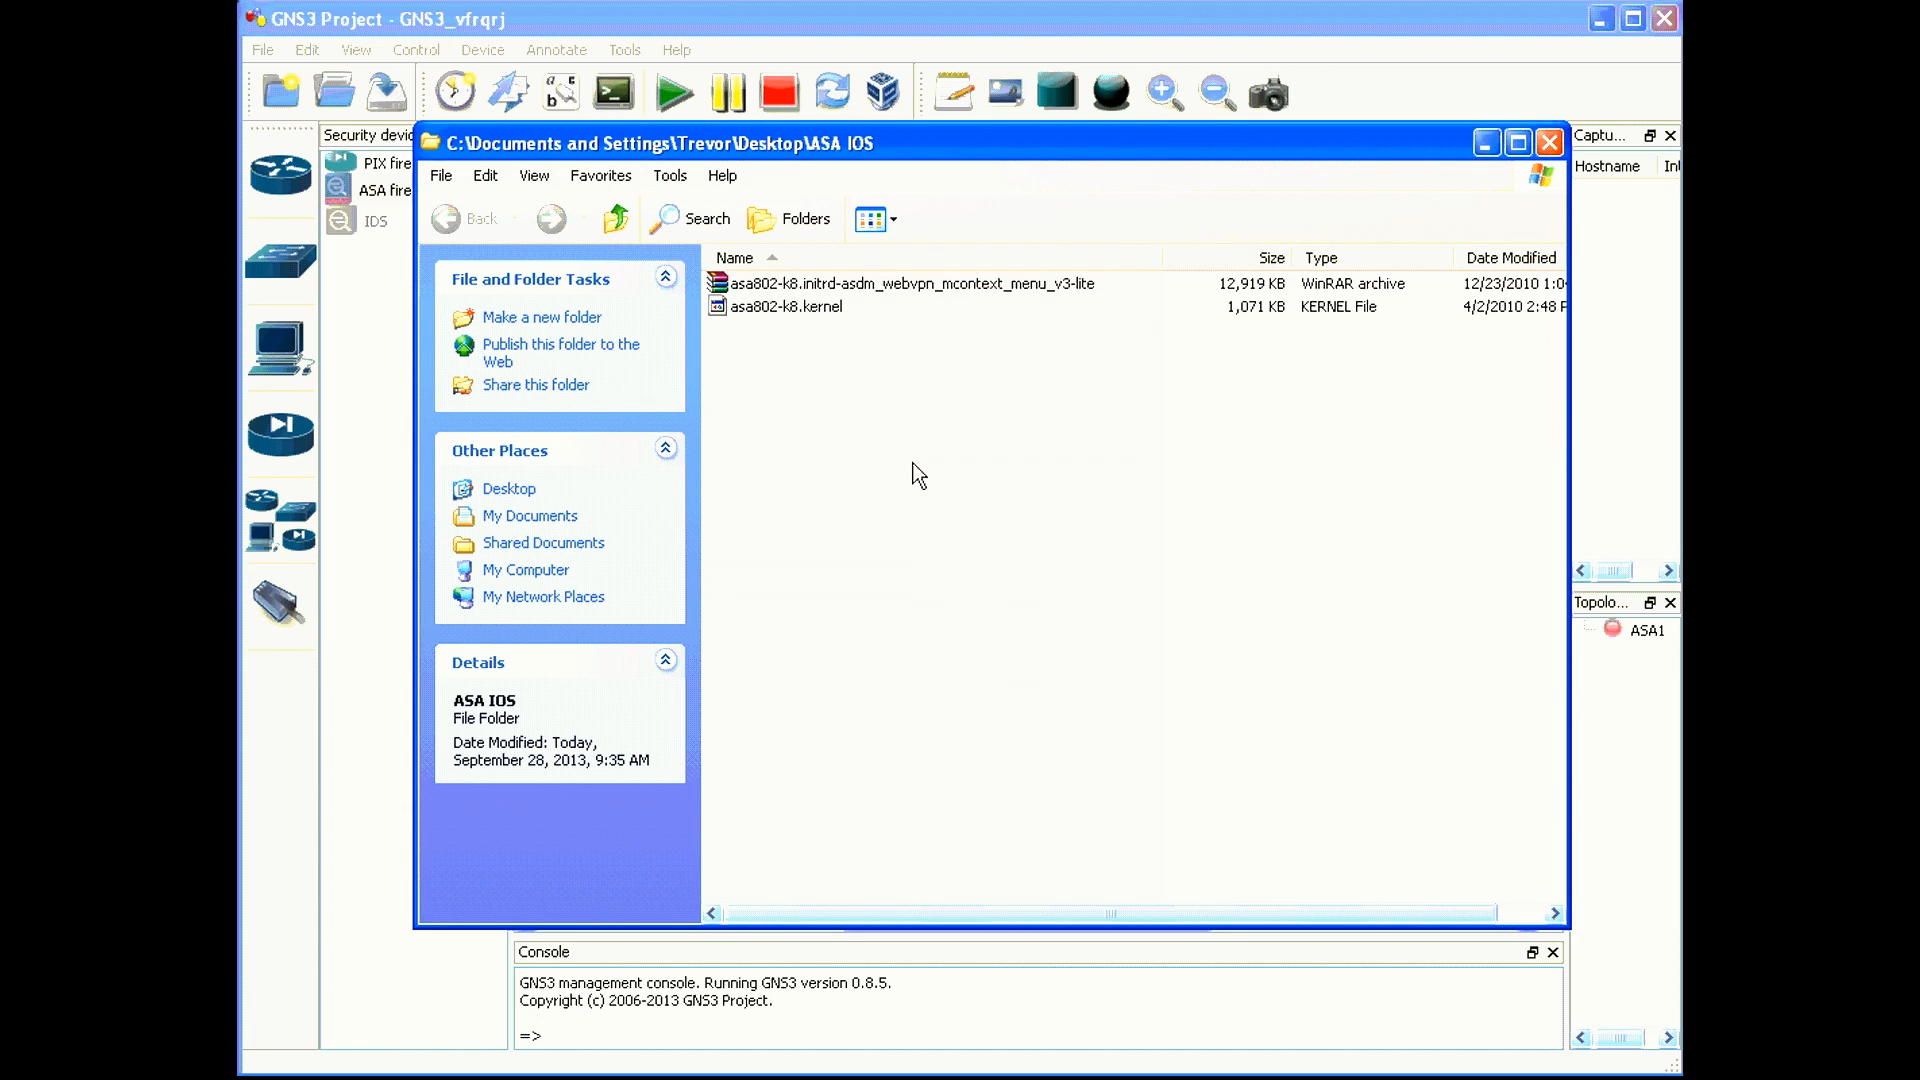 GNS3 Project - GNS3_vfrqrj
File Edit View Control Device Annotate Tools Help
Security devic
PIX fire
ASA fire
IDS
C:\Documents and Settings\Trevor\Desktop\ASA IOS
File Edit View Favorites Tools Help
Back Search Folders
File and Folder Tasks
Make a new folder
Publish this folder to the
Web
Share this folder
Other Places
Desktop
My Documents
Shared Documents
My Computer
My Network Places
Details
ASA IOS
File Folder
Date Modified: Today,
September 28, 2013, 9:35 AM
Name Size Type Date Modified
asa802-k8.initrd-asdm_webvpn_mcontext_menu_v3-lite 12,919 KB WinRAR archive 12/23/2010 1:0
asa802-k8.kernel 1,071 KB KERNEL File 4/2/2010 2:48 P
Captu...
Hostname Int
Topolo...
ASA1
Console
GNS3 management console. Running GNS3 version 0.8.5.
Copyright (c) 2006-2013 GNS3 Project.
=>